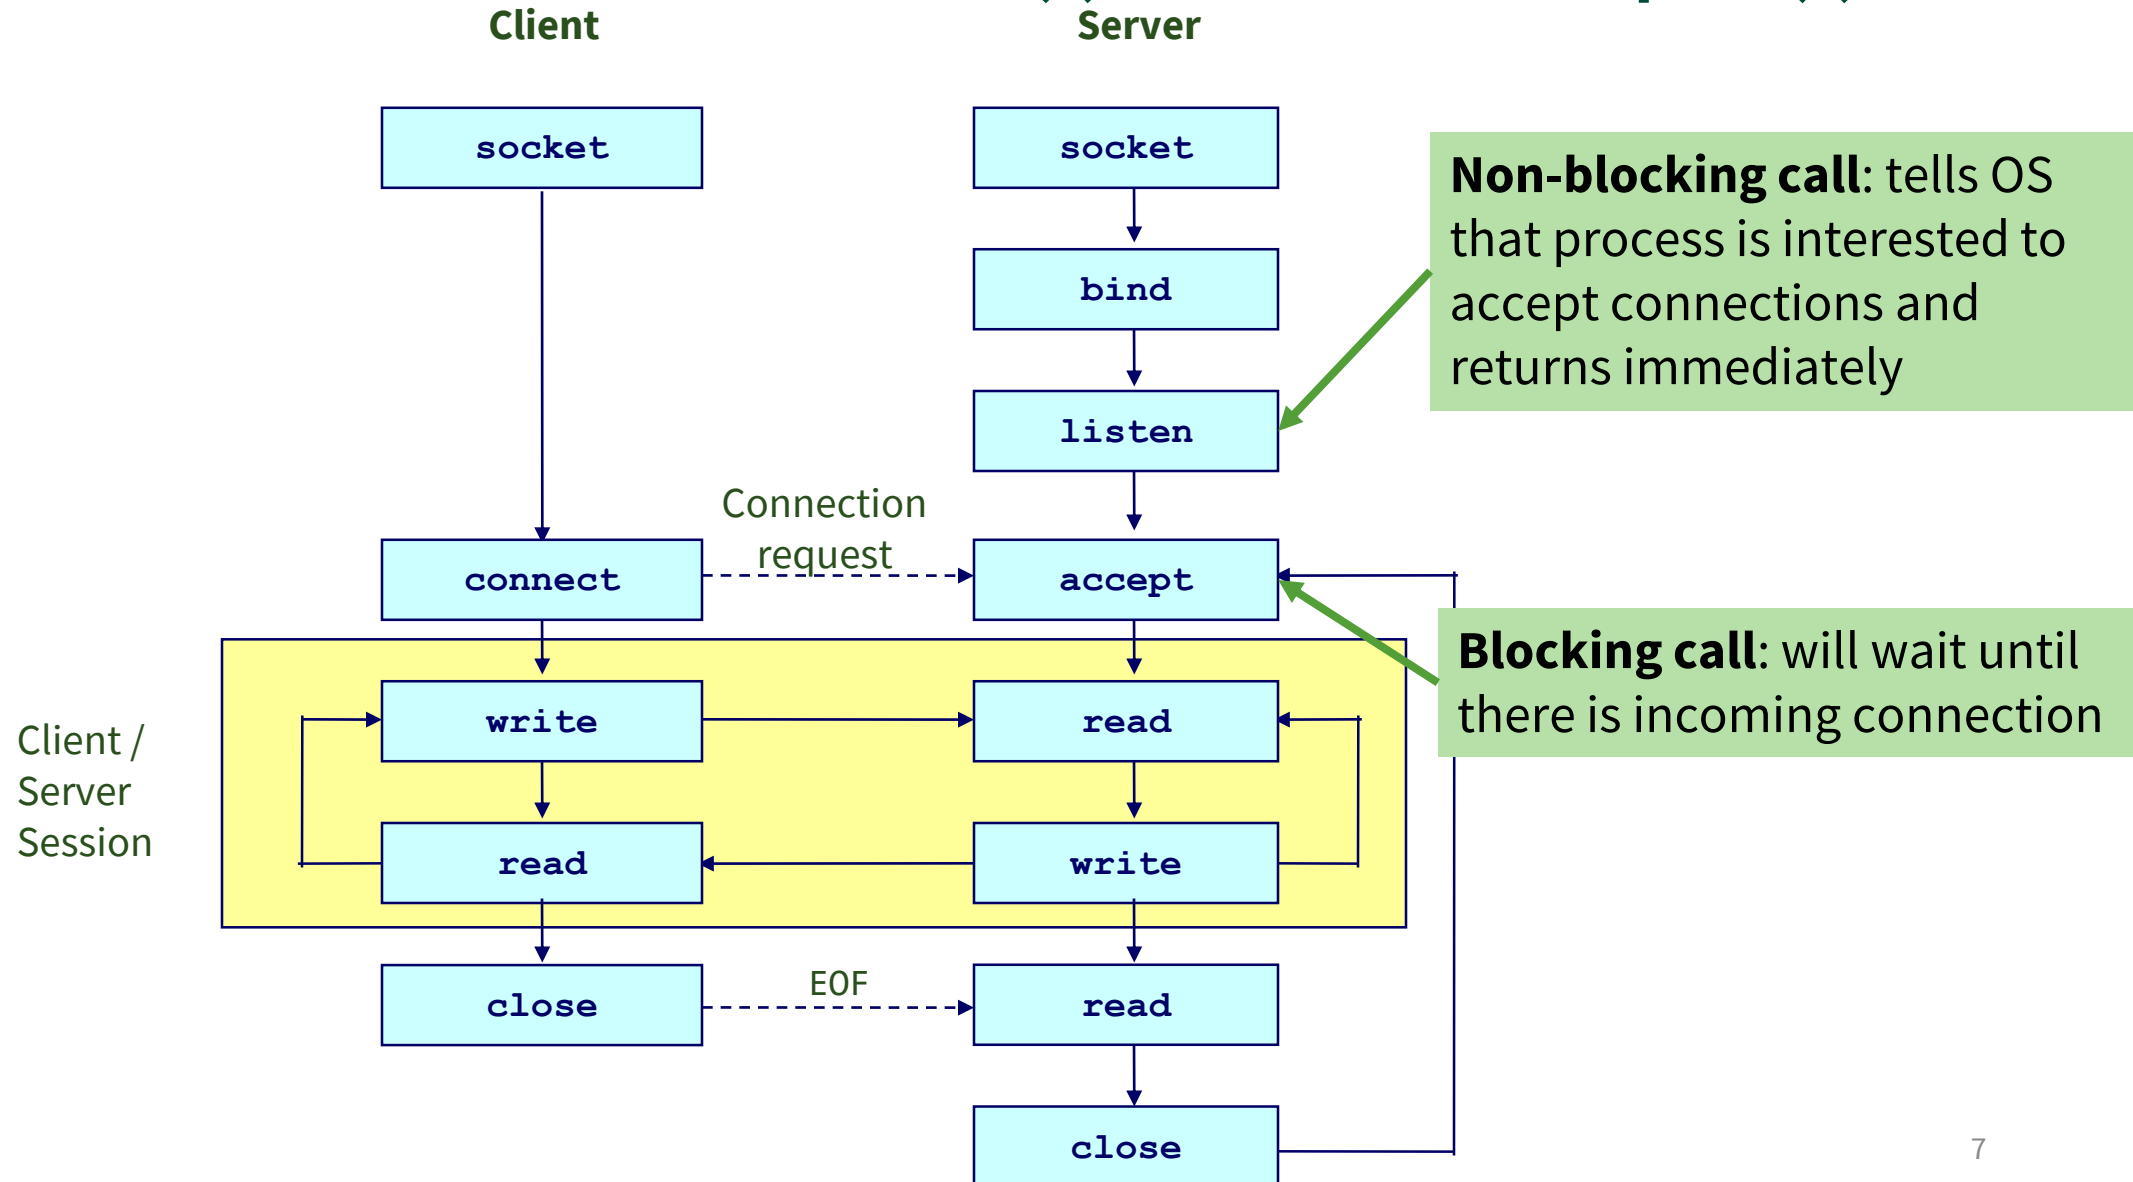 Client
Server
socket
socket
Non-blocking call: tells OS
that process is interested to
accept connections and
returns immediately
bind
listen
Connection
request
connect
accept
Blocking call: will wait until
there is incoming connection
Client /
Server
Session
write
read
read
write
close
EOF
read
close
7